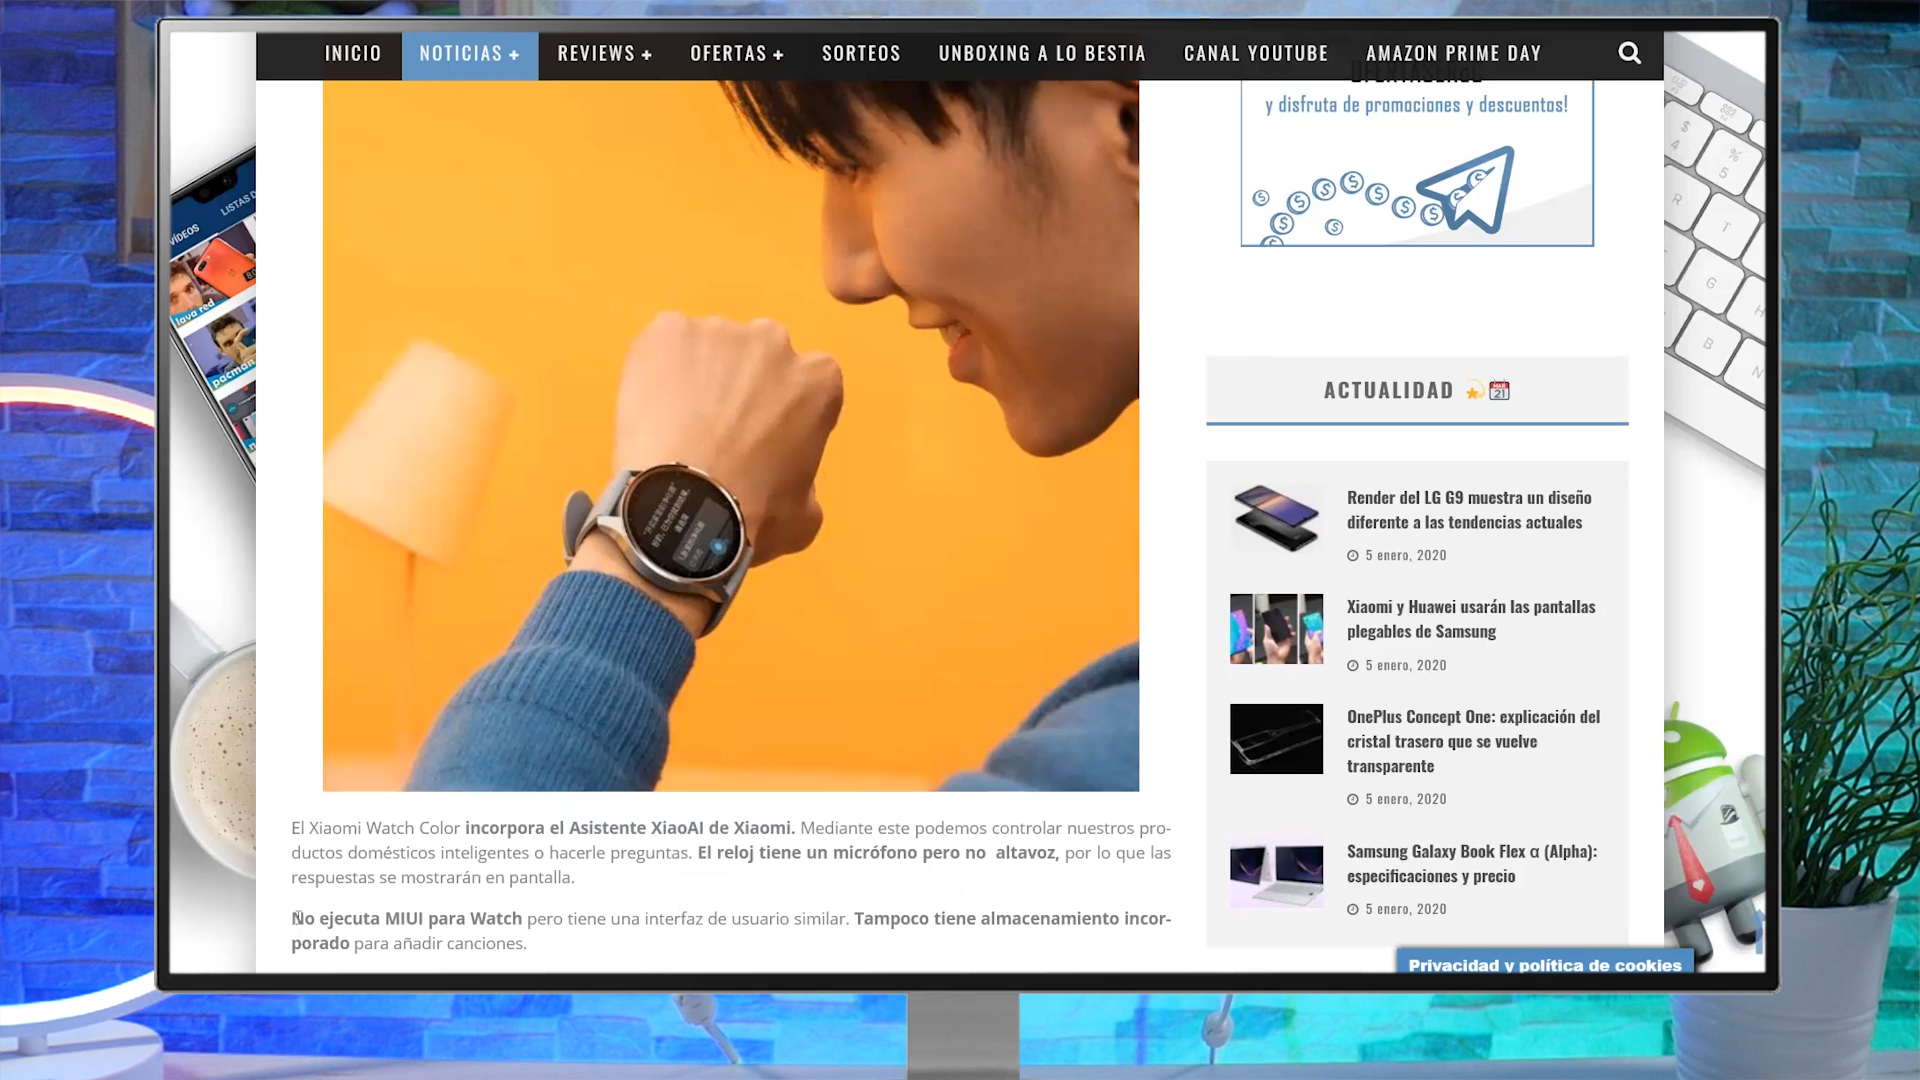 INICIO
NOTICIAS +
REVIEWS +
OFERTAS +
SORTEOS
UNBOXING A LO BESTIA
CANAL YOUTUBE
AMAZON PRIME DAY
y disfruta de promociones y descuentos!
LISTAS D
VÍDEOS
lava red
pacman
ACTUALIDAD
Render del LG G9 muestra un diseño
diferente a las tendencias actuales
5 enero, 2020
Xiaomi y Huawei usarán las pantallas
plegables de Samsung
5 enero, 2020
OnePlus Concept One: explicación del
cristal trasero que se vuelve
transparente
5 enero, 2020
Samsung Galaxy Book Flex α (Alpha):
especificaciones y precio
5 enero, 2020
El Xiaomi Watch Color incorpora el Asistente XiaoAI de Xiaomi. Mediante este podemos controlar nuestros pro-
ductos domésticos inteligentes o hacerle preguntas. El reloj tiene un micrófono pero no altavoz, por lo que las
respuestas se mostrarán en pantalla.
No ejecuta MIUI para Watch pero tiene una interfaz de usuario similar. Tampoco tiene almacenamiento incor-
porado para añadir canciones.
Privacidad y política de cookies